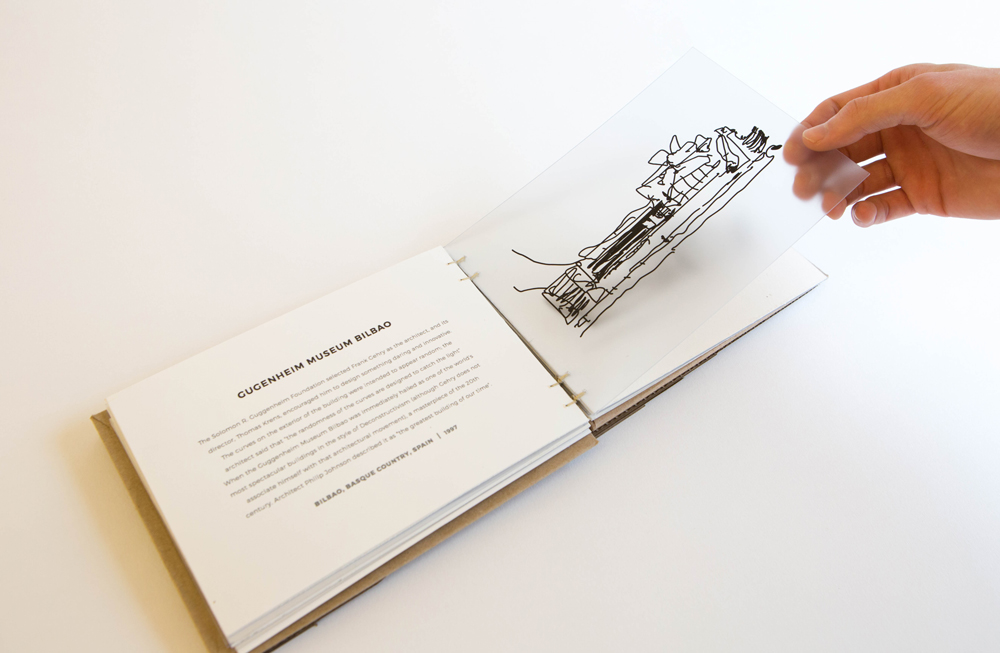 GUGENHEIM MUSEUM BILBAO
The Solomon R. Guggenheim Foundation selected Frank Gehry as the architect, and its
director, Thomas Krens, encouraged him to design something daring and innovative.
The curves on the exterior of the building were intended to appear random; the
architect said that "the randomness of the curves are designed to catch the light"
When the Guggenheim Museum Bilbao was immediately hailed as one of the world's
most spectacular buildings in the style of Deconstructivism (although Gehry does not
associate himself with that architectural movement), a masterpiece of the 20th
century. Architect Philip Johnson described it as "the greatest building of our time"
BILBAO, BASQUE COUNTRY, SPAIN | 1997